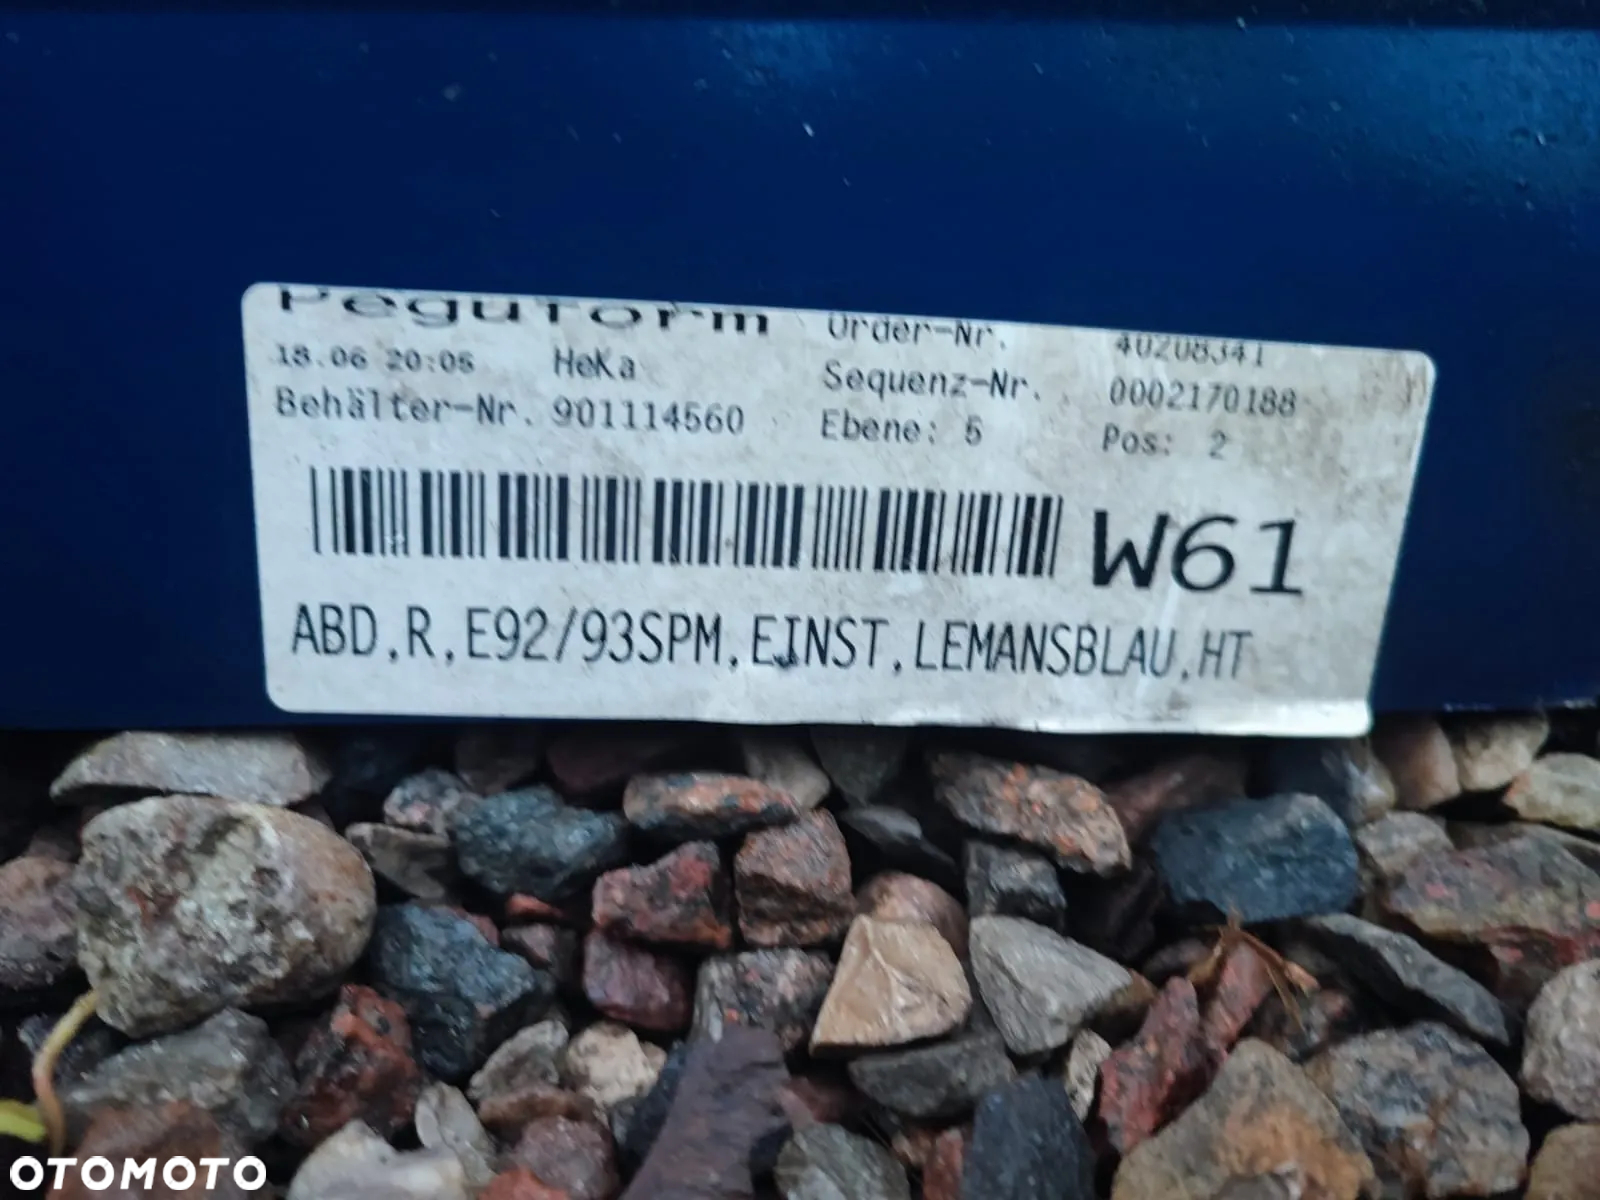 Peguform Order-Nr. 40208341
18.06 20:05 HeKa Sequenz-Nr. 0002170188
Behälter-Nr. 901114560 Ebene: 5 Pos: 2
W61
ABD,R,E92/93SPM,EINST,LEMANSBLAU,HT
OTOMOTO